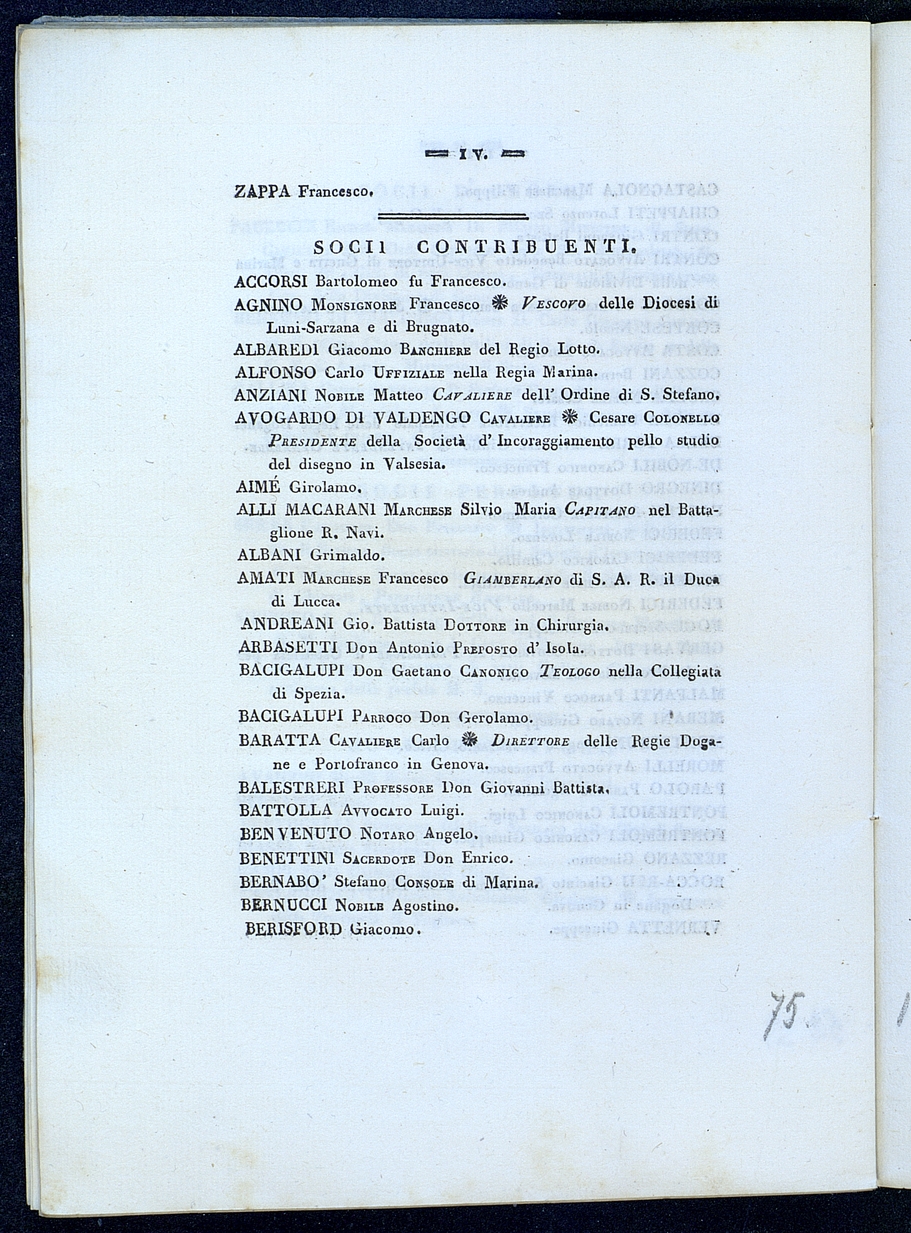 ═ IV. ═
ZAPPA Francesco.
SOCII CONTRIBUENTI.
ACCORSI Bartolomeo fu Francesco.
AGNINO Monsignore Francesco ❋ Vescovo delle Diocesi di
Luni-Sarzana e di Brugnato.
ALBAREDI Giacomo Banchiere del Regio Lotto.
ALFONSO Carlo Uffiziale nella Regia Marina.
ANZIANI Nobile Matteo Cavaliere dell' Ordine di S. Stefano.
AVOGARDO DI VALDENGO Cavaliere ❋ Cesare Colonello
Presidente della Società d' Incoraggiamento pello studio
del disegno in Valsesia.
AIMÉ Girolamo.
ALLI MACARANI Marchese Silvio Maria Capitano nel Batta-
glione R. Navi.
ALBANI Grimaldo.
AMATI Marchese Francesco Giamberlano di S. A. R. il Duca
di Lucca.
ANDREANI Gio. Battista Dottore in Chirurgia.
ARBASETTI Don Antonio Preposto d' Isola.
BACIGALUPI Don Gaetano Canonico Teologo nella Collegiata
di Spezia.
BACIGALUPI Parroco Don Gerolamo.
BARATTA Cavaliere Carlo ❋ Direttore delle Regie Doga-
ne e Portofranco in Genova.
BALESTRERI Professore Don Giovanni Battista.
BATTOLLA Avvocato Luigi.
BENVENUTO Notaro Angelo.
BENETTINI Sacerdote Don Enrico.
BERNABO' Stefano Console di Marina.
BERNUCCI Nobile Agostino.
BERISFORD Giacomo.
75